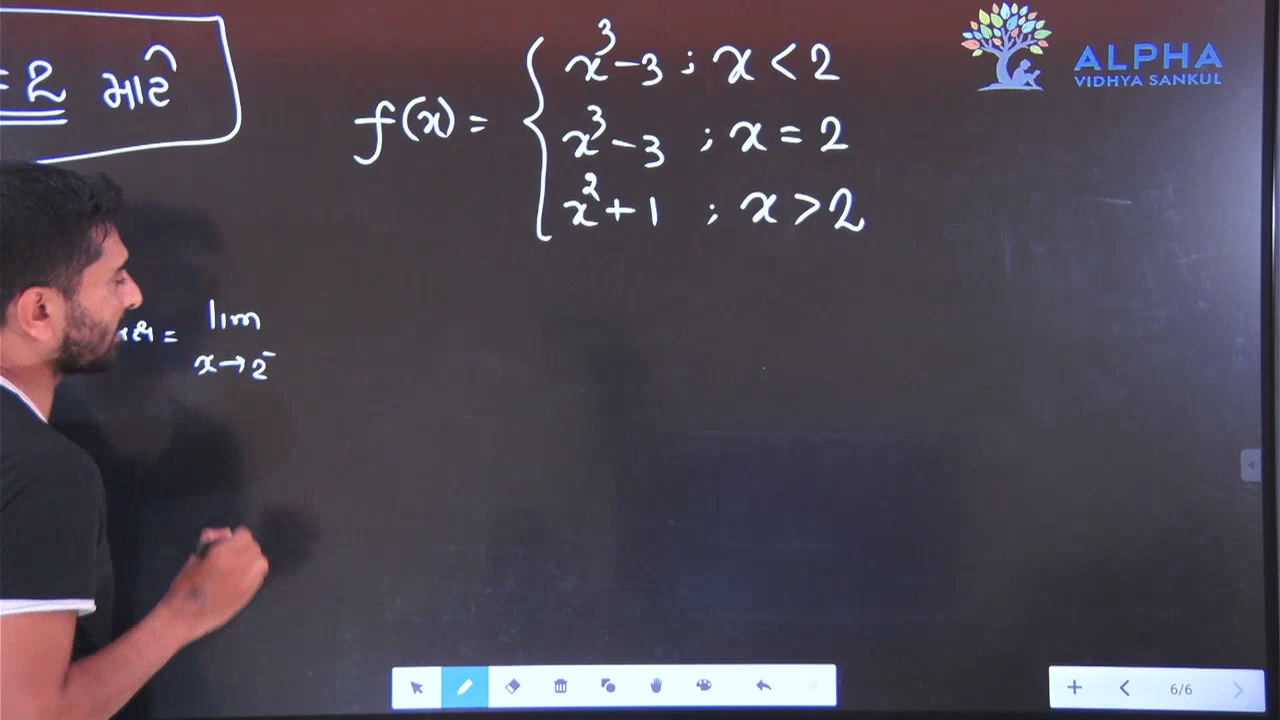 = 2 માટે
f(x) = { x³ - 3 ; x < 2
x³ - 3 ; x = 2
x² + 1 ; x > 2
ALPHA
VIDHYA SANKUL
= lim
x → 2⁻
6/6